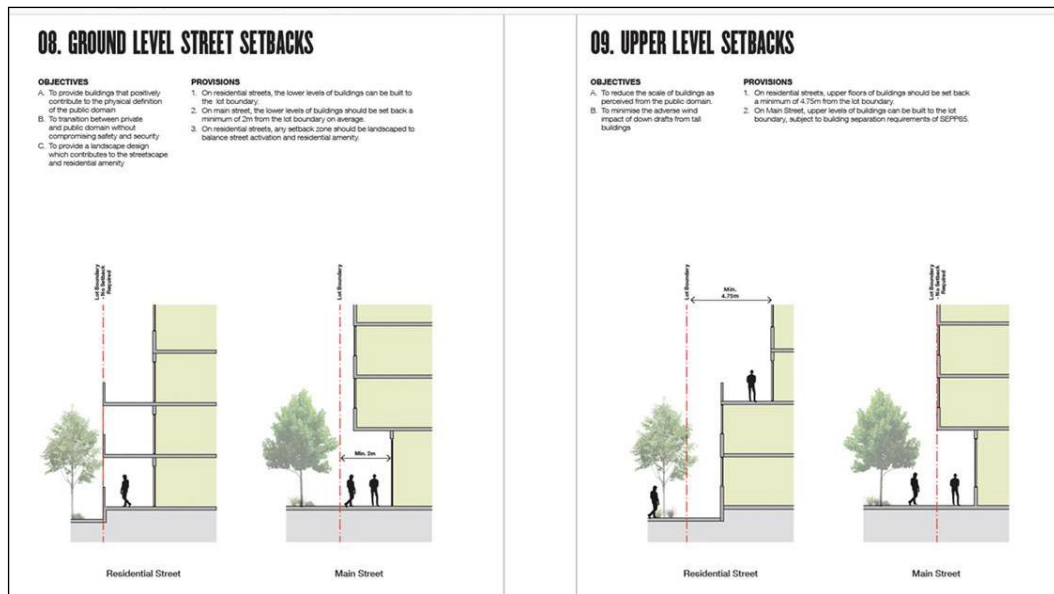 08. GROUND LEVEL STREET SETBACKS
OBJECTIVES
A. To provide buildings that positively
contribute to the physical definition
of the public domain
B. To transition between private
and public domain without
compromising safety and security
C. To provide a landscape design
which contributes to the streetscape
and residential amenity
PROVISIONS
1. On residential streets, the lower levels of buildings can be built to
the lot boundary.
2. On main street, the lower levels of buildings should be set back a
minimum of 2m from the lot boundary on average.
3. On residential streets, any setback zone should be landscaped to
balance street activation and residential amenity.
Lot Boundary
- No Setback
Required
Lot Boundary
Min. 2m
Residential Street
Main Street
09. UPPER LEVEL SETBACKS
OBJECTIVES
A. To reduce the scale of buildings as
perceived from the public domain.
B. To minimise the adverse wind
impact of down drafts from tall
buildings
PROVISIONS
1. On residential streets, upper floors of buildings should be set back
a minimum of 4.75m from the lot boundary.
2. On Main Street, upper levels of buildings can be built to the lot
boundary, subject to building separation requirements of SEPP65.
Lot Boundary
Min.
4.75m
Lot Boundary
- No Setback
Required
Residential Street
Main Street